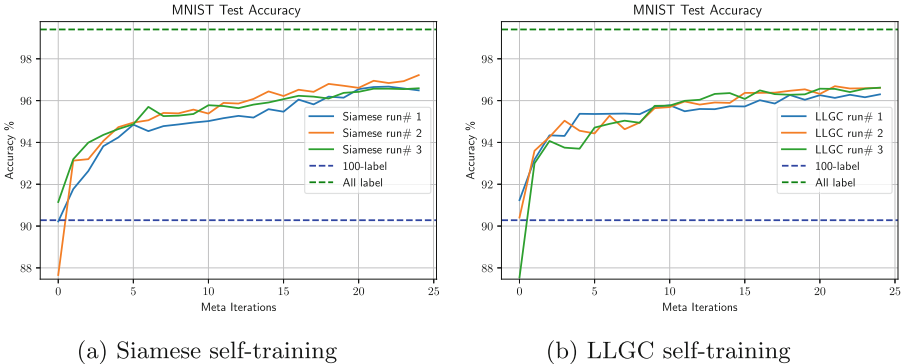 MNIST Test Accuracy
98
96
94
92
90
88
Accuracy %
Siamese run# 1
Siamese run# 2
Siamese run# 3
100-label
All label
0
5
10
15
20
25
Meta Iterations
(a) Siamese self-training
MNIST Test Accuracy
98
96
94
92
90
88
Accuracy %
LLGC run# 1
LLGC run# 2
LLGC run# 3
100-label
All label
0
5
10
15
20
25
Meta Iterations
(b) LLGC self-training